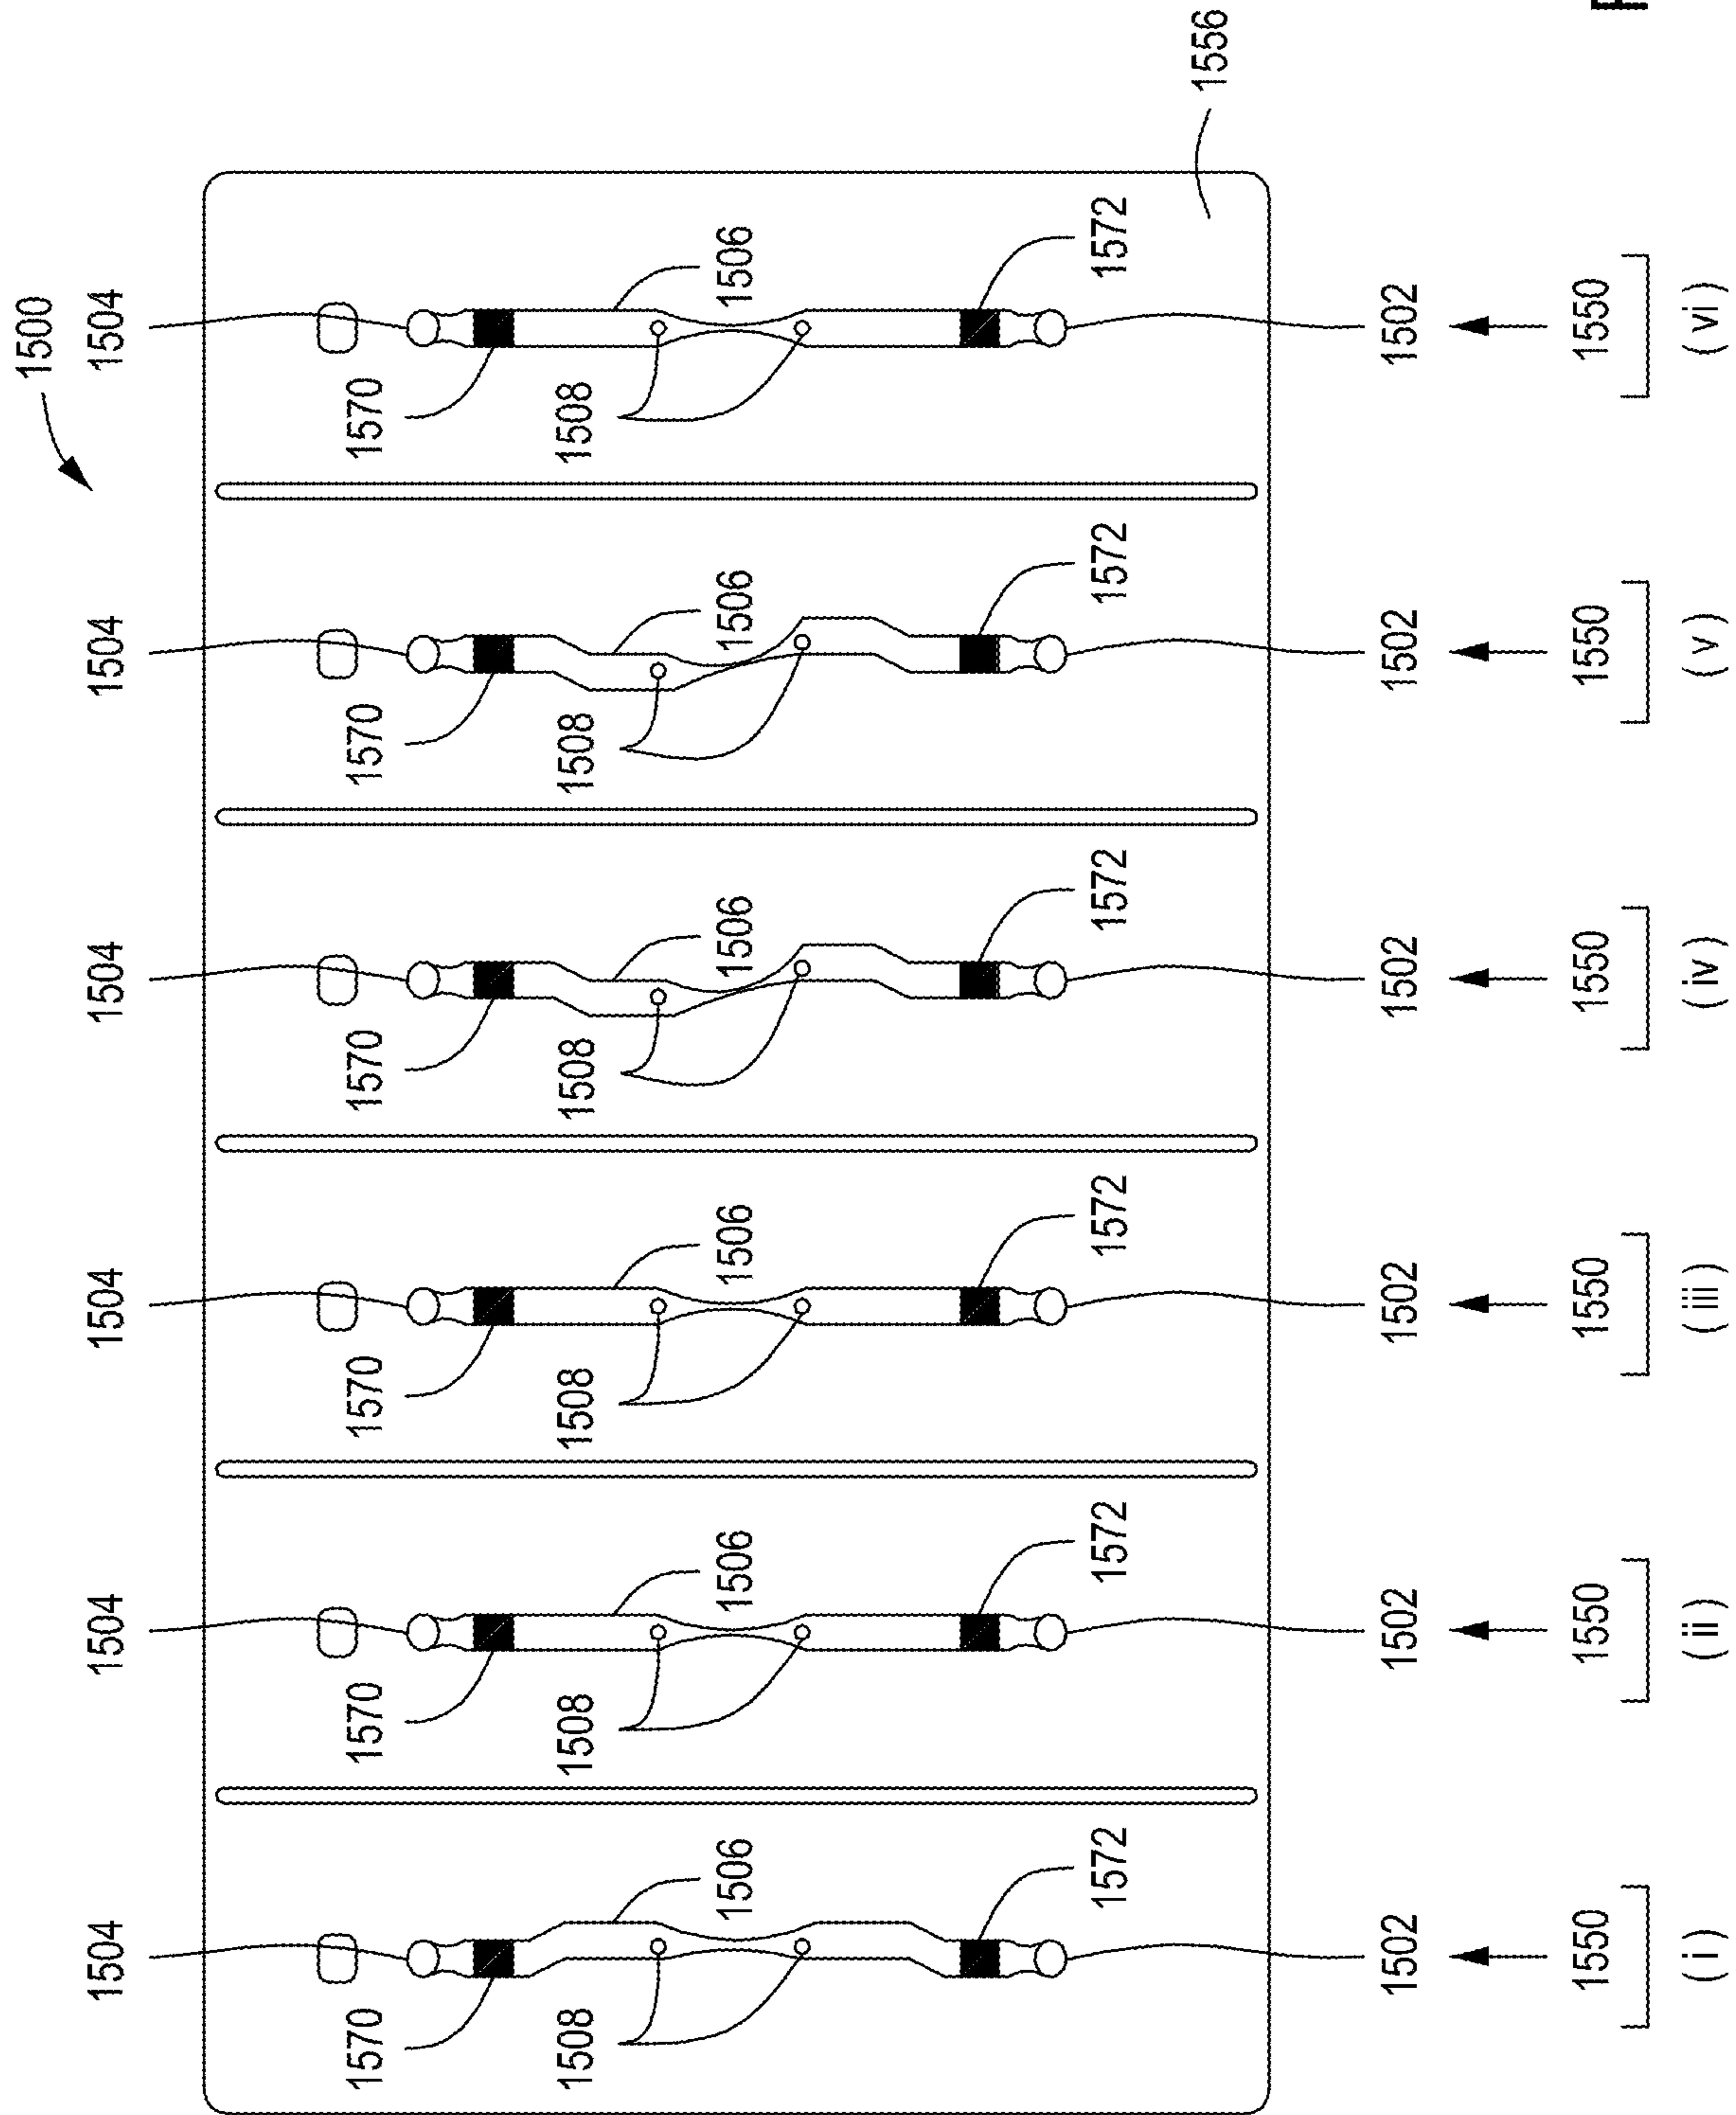 1500
1504 1504 1504 1504 1504 1504
1570 1570 1570 1570 1570 1570
1508 1508 1508 1508 1508 1508
1506 1506 1506 1506 1506 1506
1572 1572 1572 1572 1572 1572
1556
1502 1502 1502 1502 1502 1502
1550 1550 1550 1550 1550 1550
( i ) ( ii ) ( iii ) ( iv ) ( v ) ( vi )